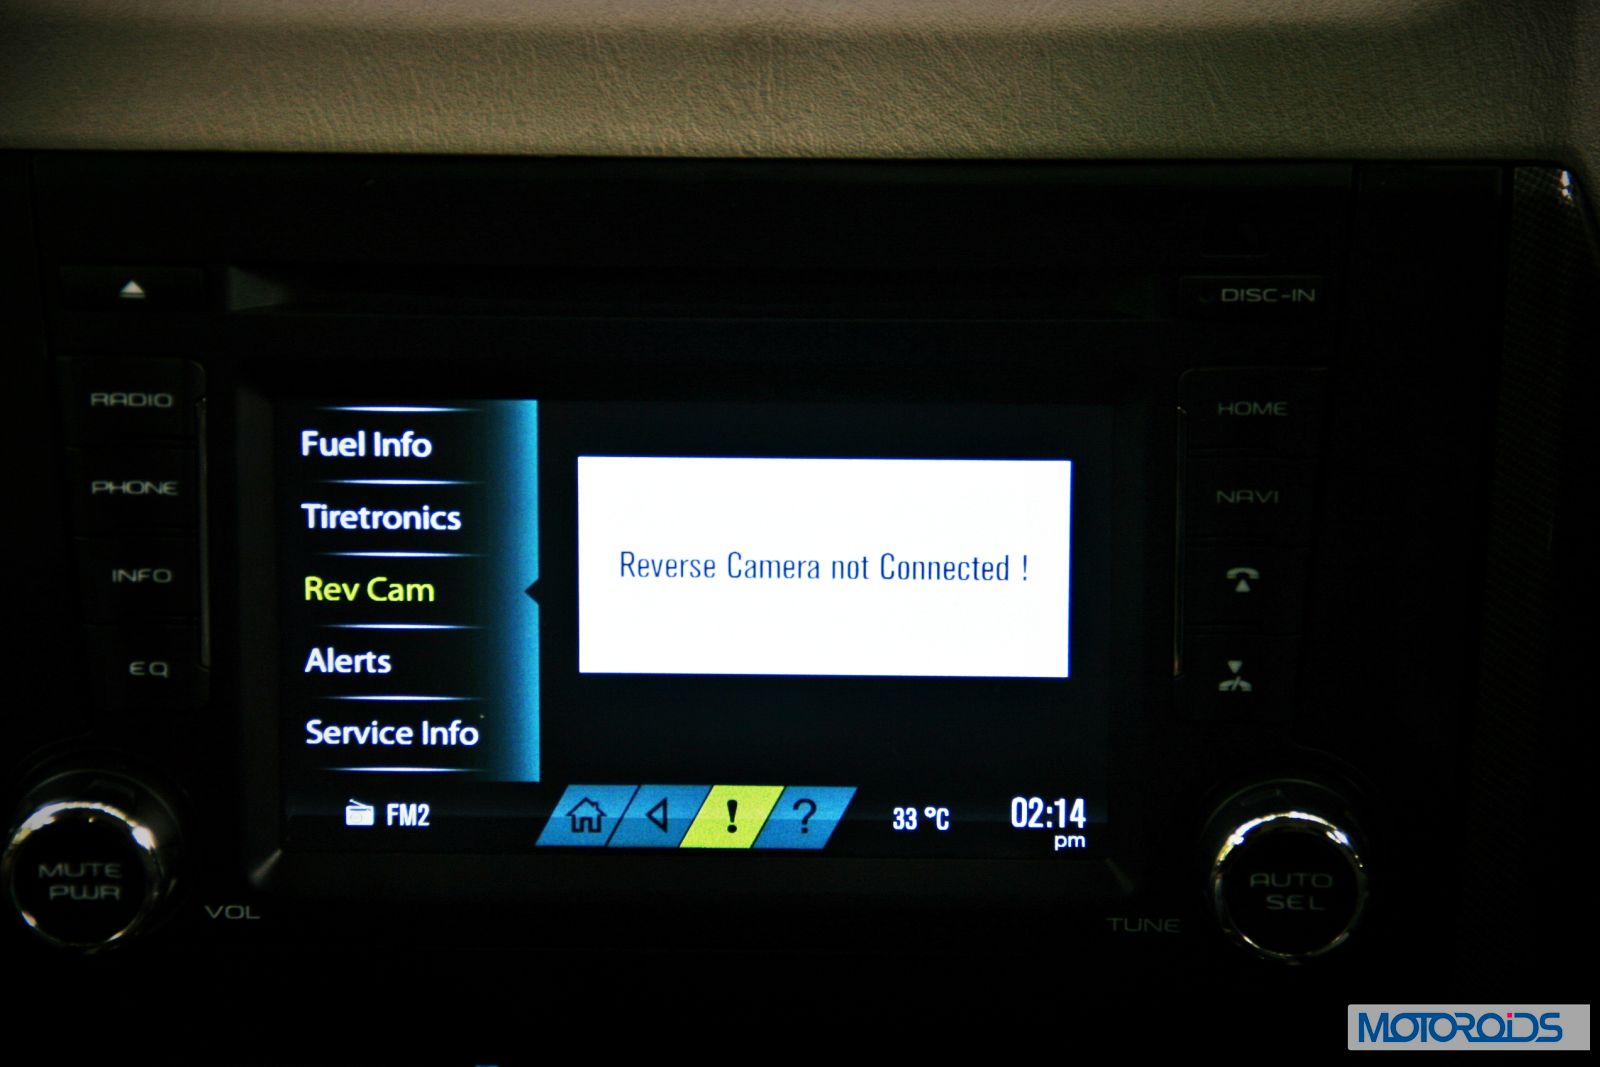 DISC-IN
RADIO
PHONE
INFO
EQ
HOME
NAVI
Fuel Info
Tiretronics
Rev Cam
Alerts
Service Info
Reverse Camera not Connected !
FM2
!
?
33 °C
02:14
pm
MUTE
PWR
VOL
TUNE
AUTO
SEL
MOTOROiDS